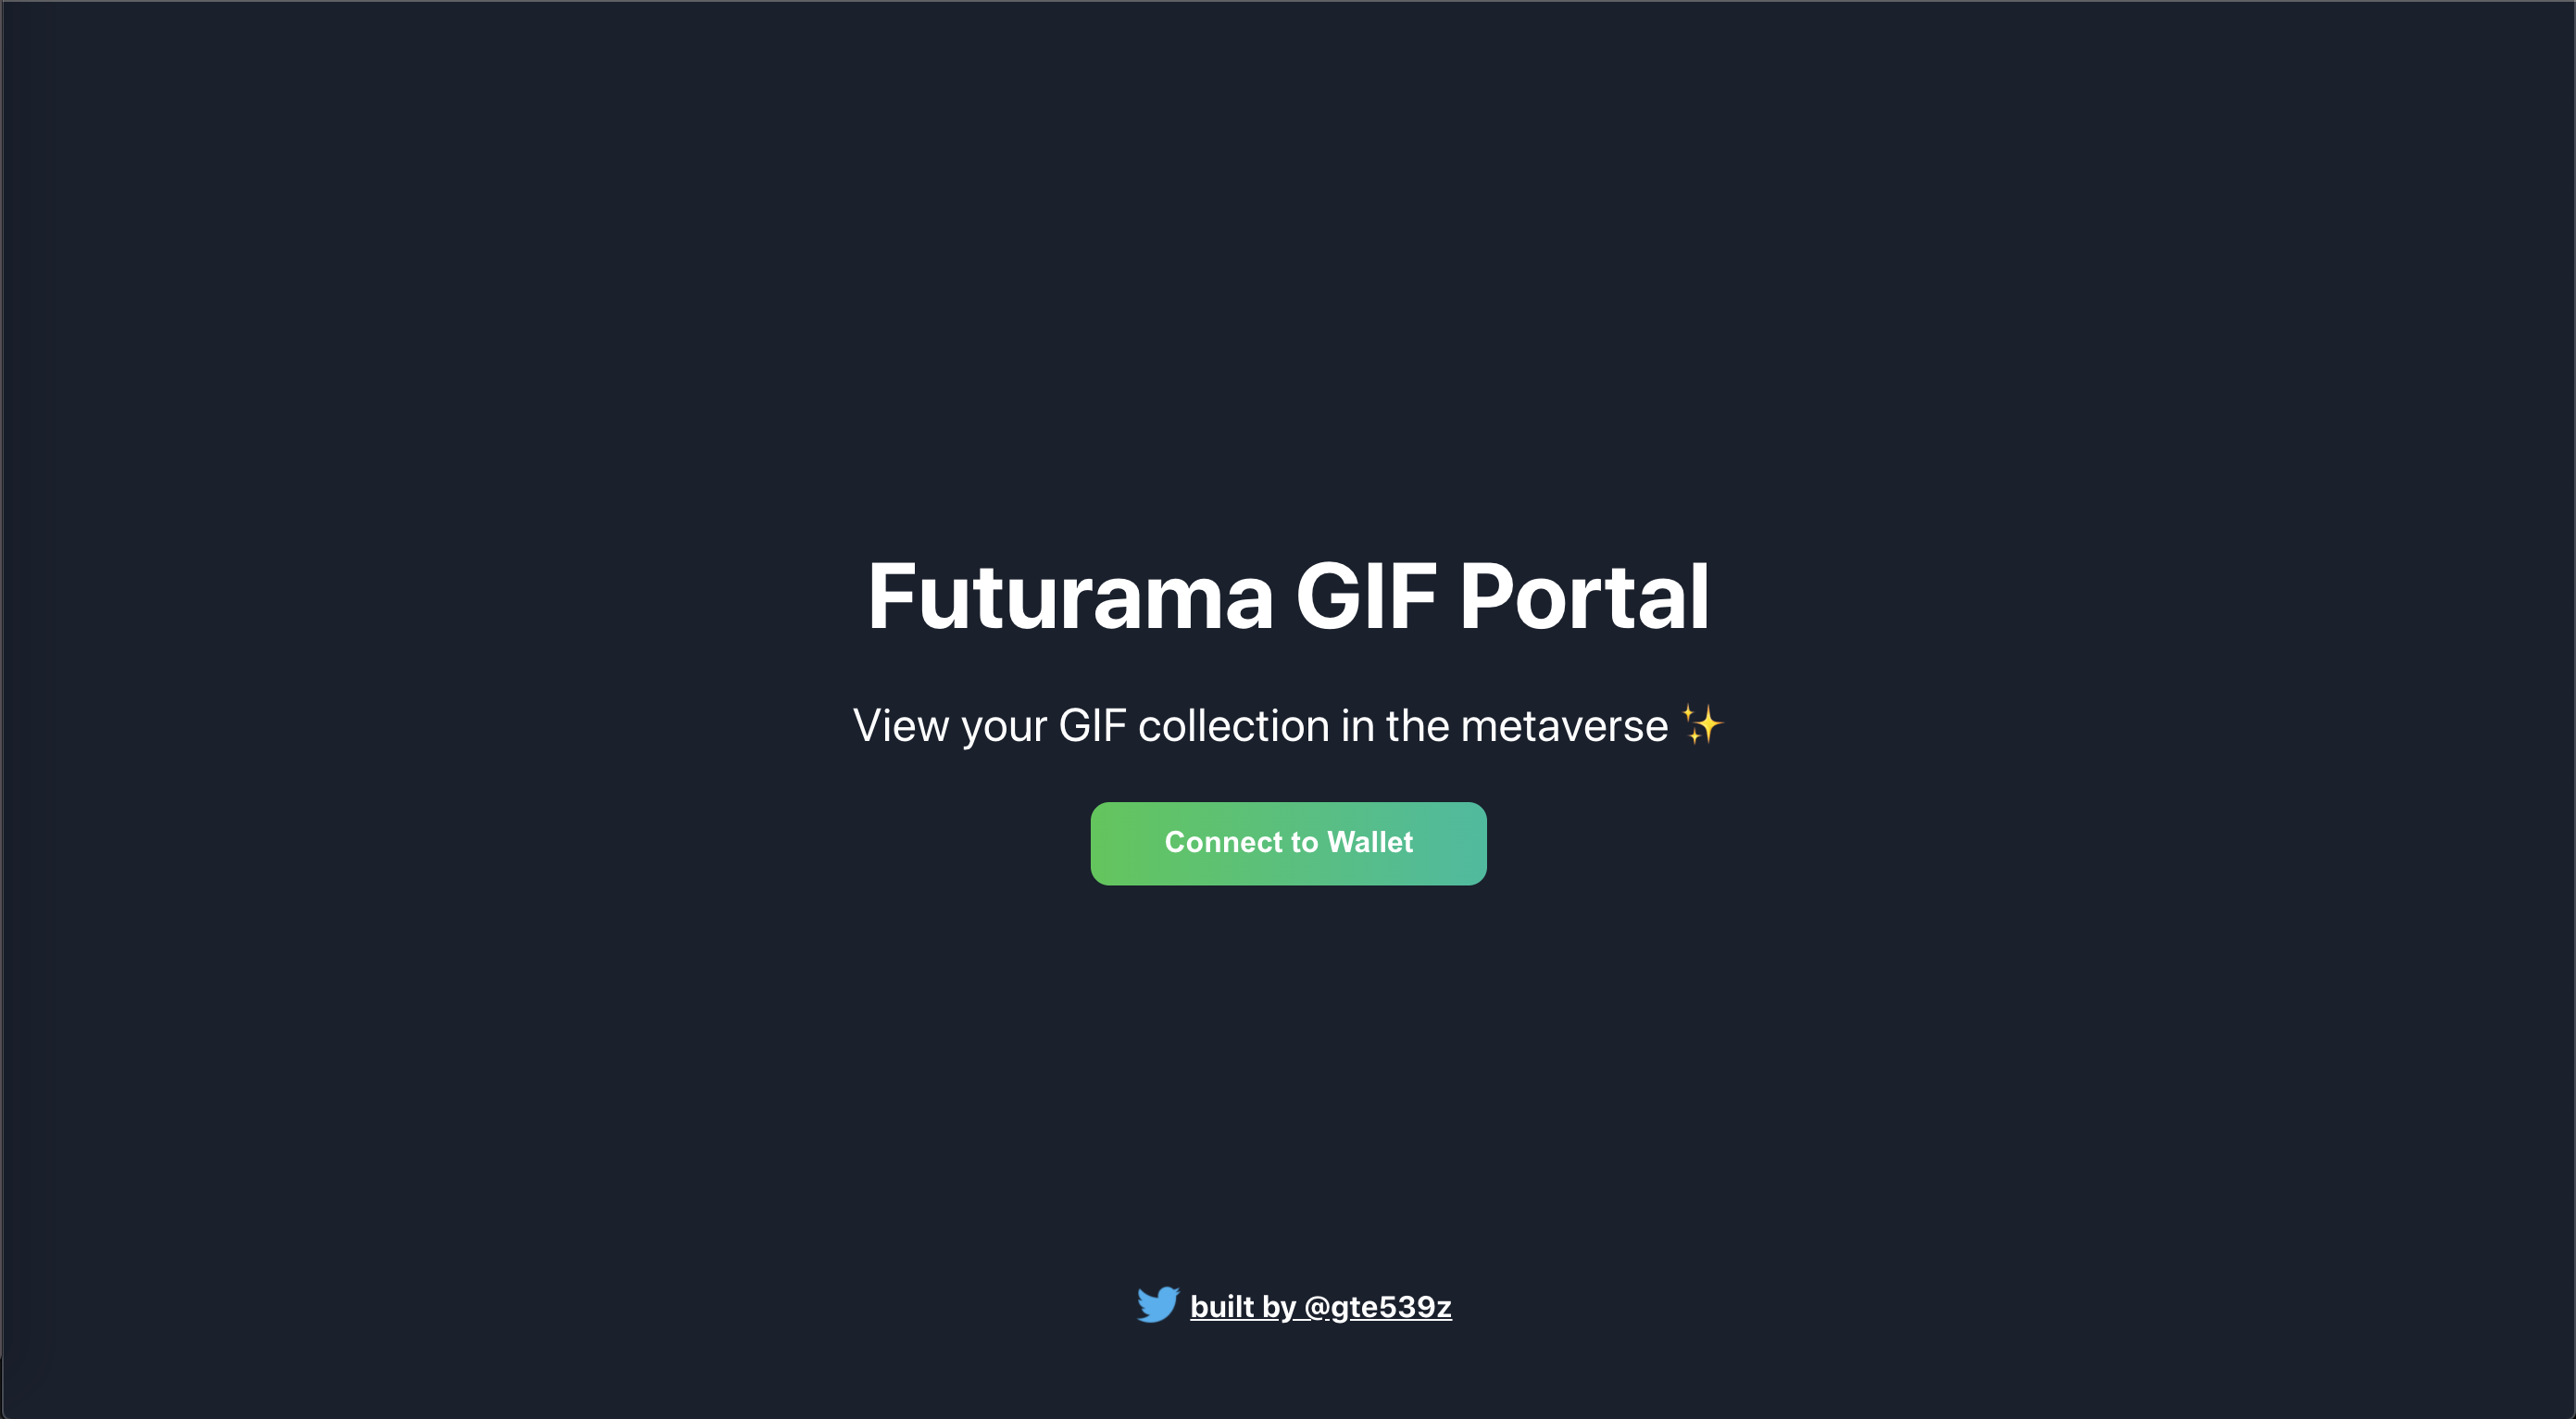 Futurama GIF Portal
View your GIF collection in the metaverse ✨
Connect to Wallet
built by @gte539z